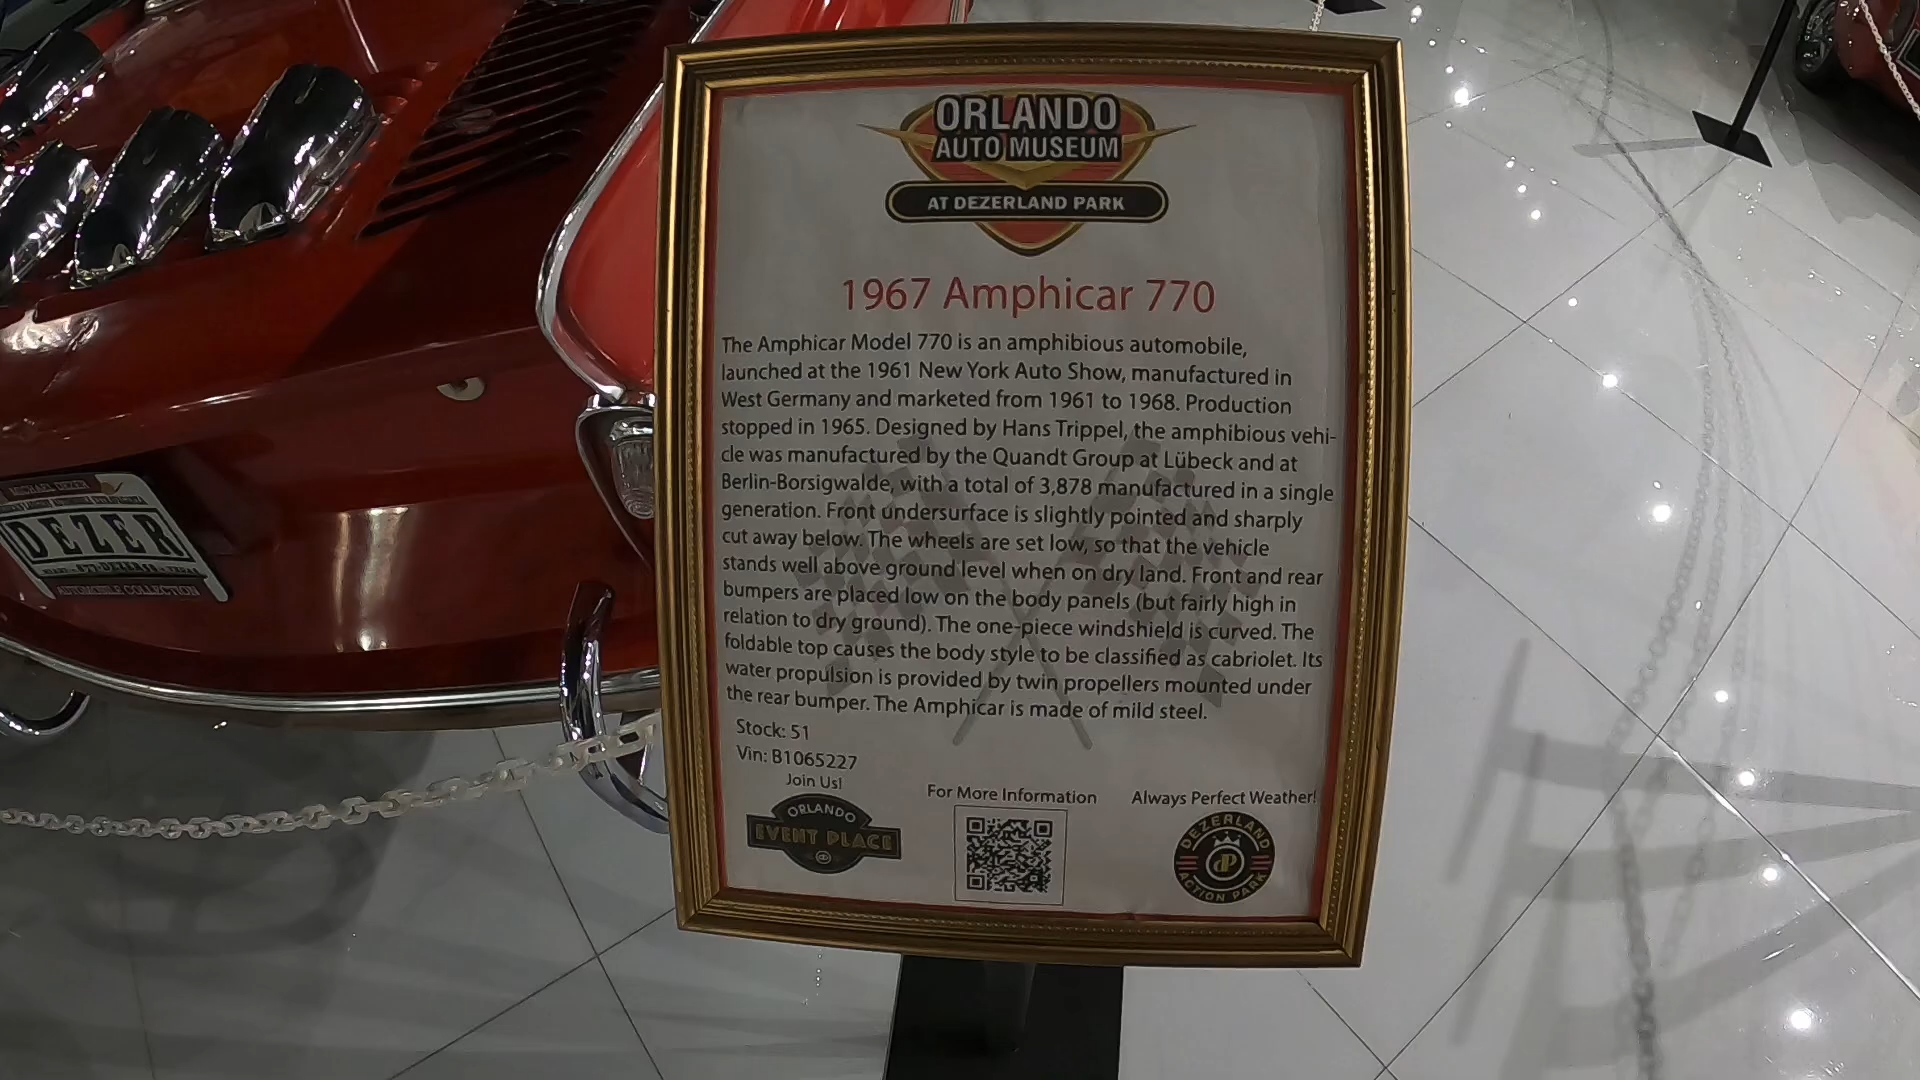 ORLANDO
AUTO MUSEUM
AT DEZERLAND PARK
1967 Amphicar 770
The Amphicar Model 770 is an amphibious automobile,
launched at the 1961 New York Auto Show, manufactured in
West Germany and marketed from 1961 to 1968. Production
stopped in 1965. Designed by Hans Trippel, the amphibious vehi-
cle was manufactured by the Quandt Group at Lübeck and at
Berlin-Borsigwalde, with a total of 3,878 manufactured in a single
generation. Front undersurface is slightly pointed and sharply
cut away below. The wheels are set low, so that the vehicle
stands well above ground level when on dry land. Front and rear
bumpers are placed low on the body panels (but fairly high in
relation to dry ground). The one-piece windshield is curved. The
foldable top causes the body style to be classified as cabriolet. Its
water propulsion is provided by twin propellers mounted under
the rear bumper. The Amphicar is made of mild steel.
Stock: 51
Vin: B1065227
Join Us!
ORLANDO
EVENT PLACE
For More Information
Always Perfect Weather!
DEZERLAND
dP
ACTION PARK
DEZER
AUTOMOBILE COLLECTION